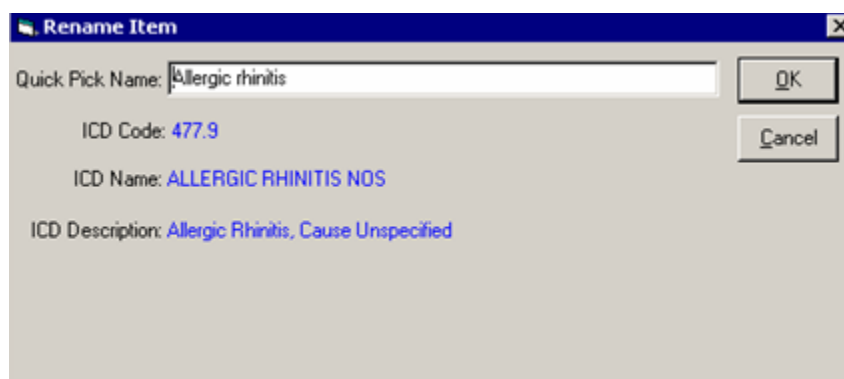 Rename Item
Quick Pick Name: Allergic rhinitis
OK
ICD Code: 477.9
Cancel
ICD Name: ALLERGIC RHINITIS NOS
ICD Description: Allergic Rhinitis, Cause Unspecified